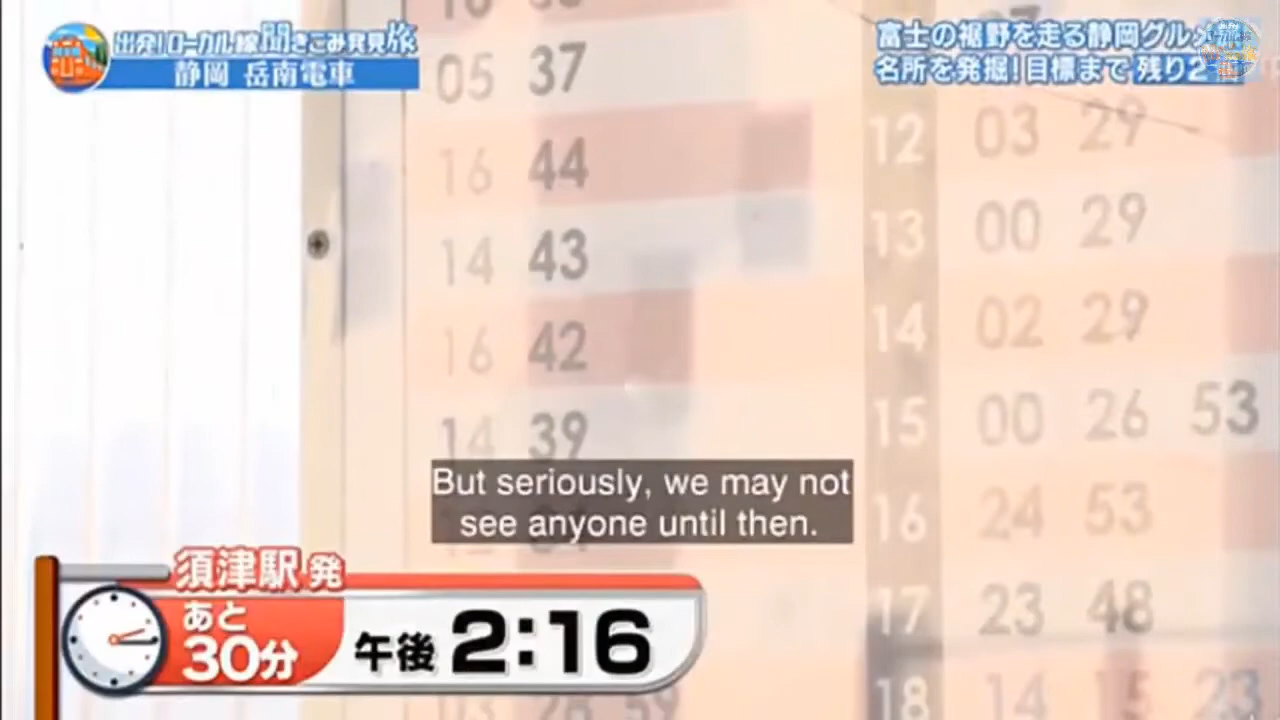 出発!ローカル線聞きこみ発見旅
静岡 岳南電車
富士の裾野を走る静岡グルメ
名所を発掘!目標まで残り2
05 37
16 44
14 43
16 42
14 39
12 03 29
13 00 29
14 02 29
15 00 26 53
16 24 53
17 23 48
18 14 15 23
But seriously, we may not
see anyone until then.
須津駅発
あと
30分
午後 2:16